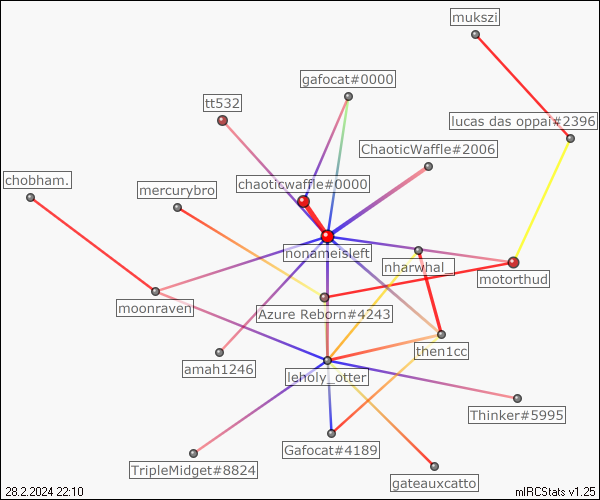 mukszi
gafocat#0000
tt532
lucas das oppai#2396
ChaoticWaffle#2006
chobham.
chaoticwaffle#0000
mercurybro
nonameisleft
nharwhal_
motorthud
moonraven
Azure Reborn#4243
then1cc
amah1246
leholy_otter
Thinker#5995
Gafocat#4189
TripleMidget#8824
gateauxcatto
28.2.2024 22:10
mIRCStats v1.25